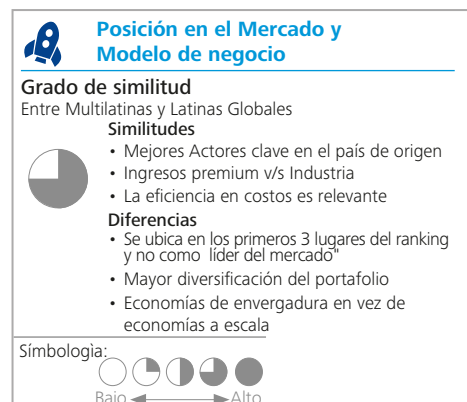 Posición en el Mercado y
Modelo de negocio
Grado de similitud
Entre Multilatinas y Latinas Globales
Similitudes
• Mejores Actores clave en el país de origen
• Ingresos premium v/s Industria
• La eficiencia en costos es relevante
Diferencias
• Se ubica en los primeros 3 lugares del ranking
y no como líder del mercado"
• Mayor diversificación del portafolio
• Economías de envergadura en vez de
economías a escala
Símbologìa:
Bajo Alto